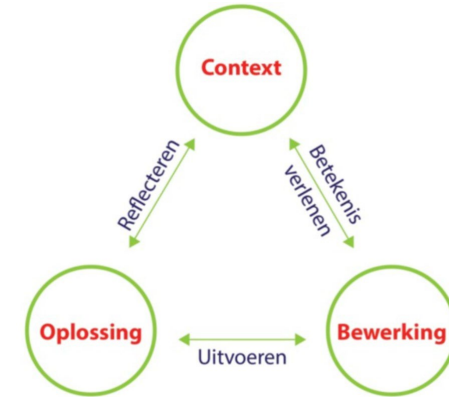 Context
Reflecteren
Betekenis
verlenen
Oplossing
Uitvoeren
Bewerking